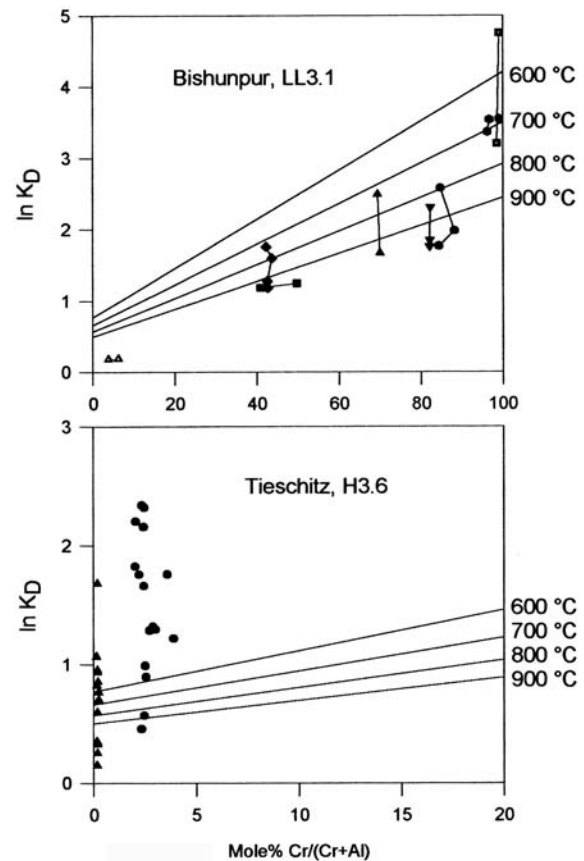 5
Bishunpur, LL3.1
600 °C
4
700 °C
3
800 °C
ln KD
900 °C
2
1
0
0 20 40 60 80 100
3
Tieschitz, H3.6
2
ln KD
600 °C
700 °C
1
800 °C
900 °C
0
0 5 10 15 20
Mole% Cr/(Cr+Al)